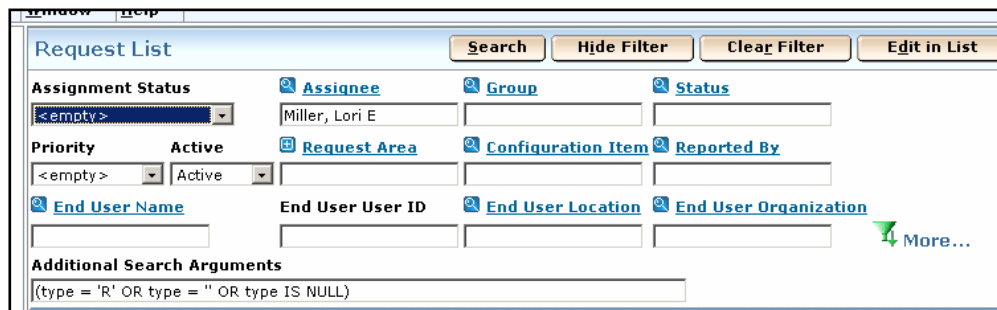 Window Help
Request List Search Hide Filter Clear Filter Edit in List
Assignment Status Assignee Group Status
<empty> Miller, Lori E
Priority Active Request Area Configuration Item Reported By
<empty> Active
End User Name End User User ID End User Location End User Organization
More...
Additional Search Arguments
(type = 'R' OR type = '' OR type IS NULL)